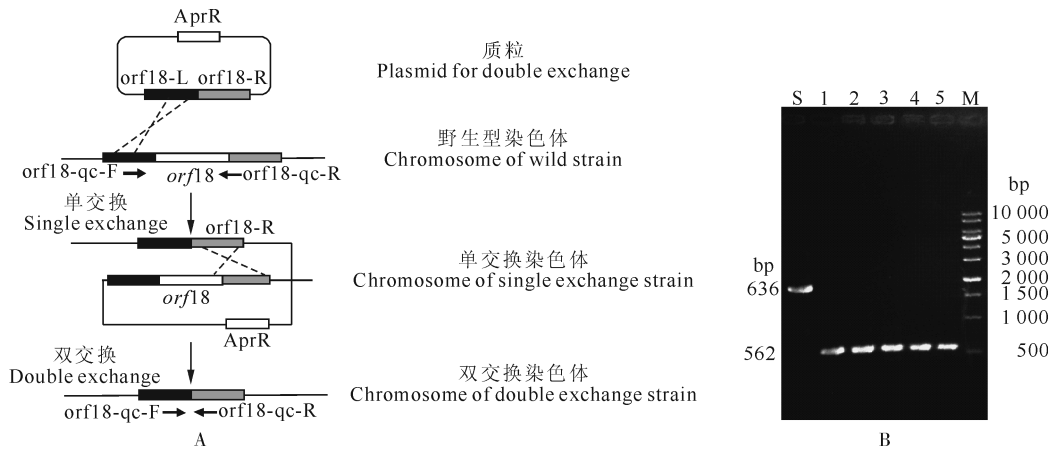 AprR
orf18-L orf18-R
质粒
Plasmid for double exchange
野生型染色体
Chromosome of wild strain
orf18-qc-F orf18 orf18-qc-R
单交换
Single exchange
orf18-R
单交换染色体
Chromosome of single exchange strain
orf18
AprR
双交换
Double exchange
双交换染色体
Chromosome of double exchange strain
orf18-qc-F orf18-qc-R
A
S 1 2 3 4 5 M
bp
10 000
5 000
3 000
2 000
1 500
1 000
500
bp
636
562
B